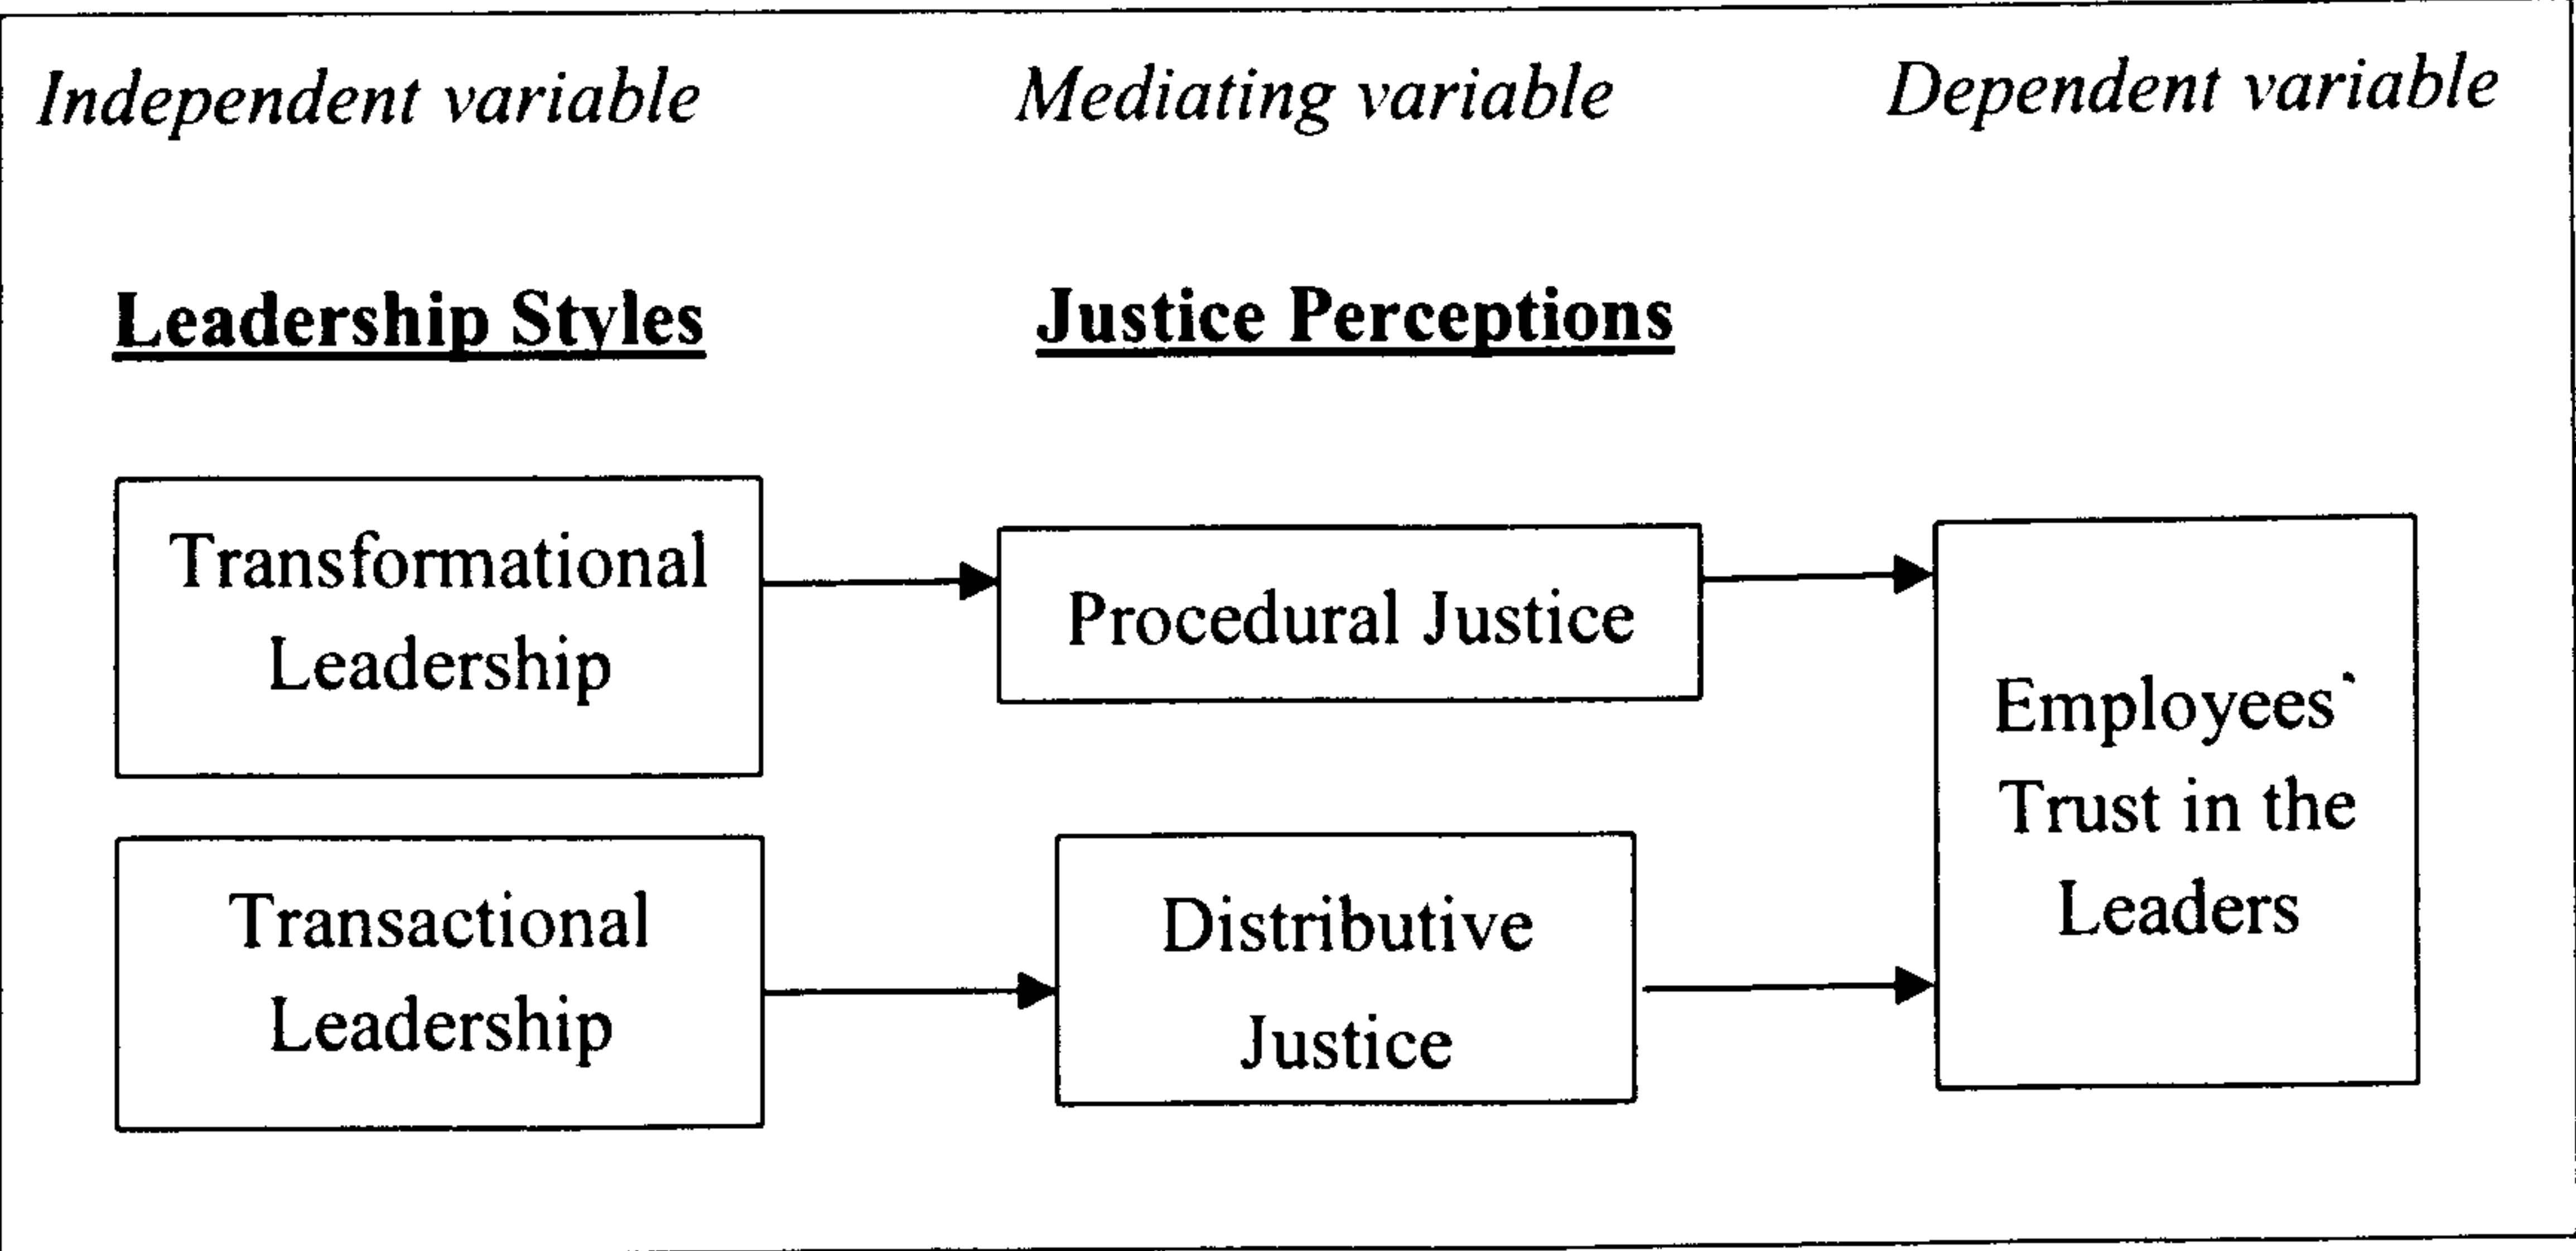 Independent variable
Mediating variable
Dependent variable
Leadership Styles
Justice Perceptions
Transformational
Leadership
Procedural Justice
Transactional
Leadership
Distributive
Justice
Employees'
Trust in the
Leaders